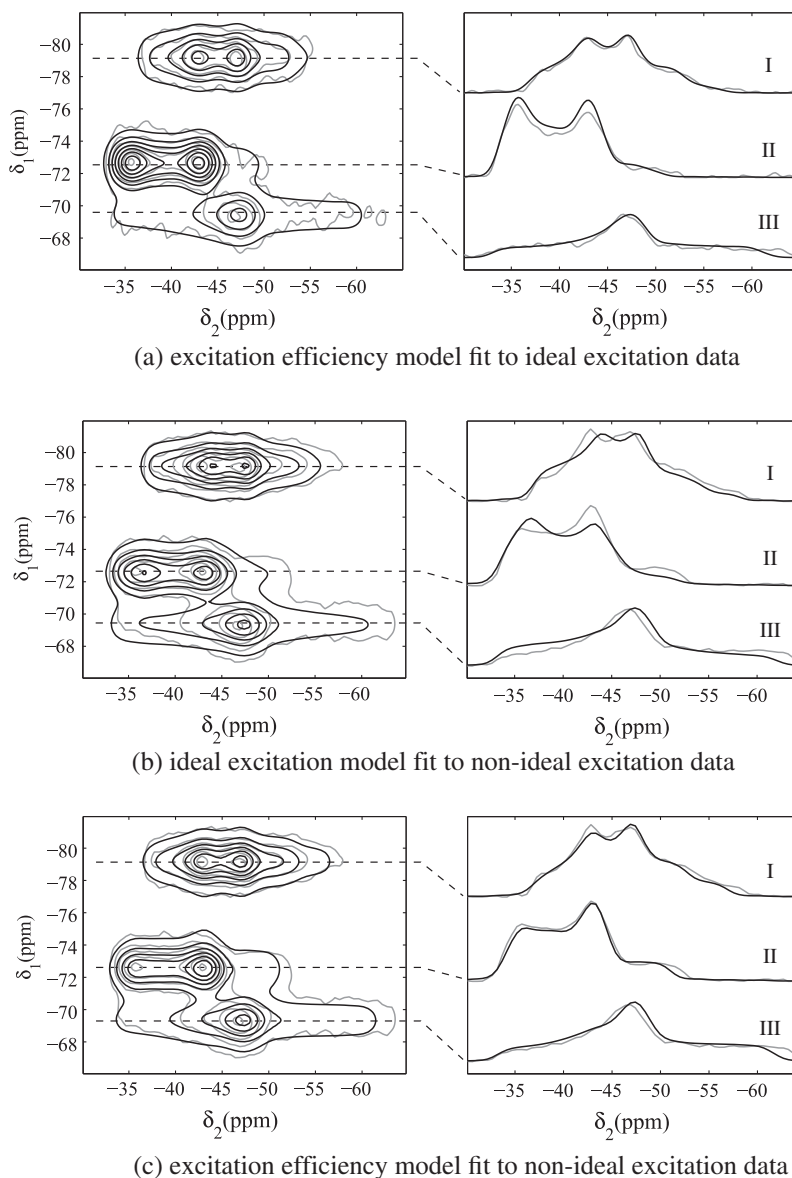 −80
−78
−76
−74
−72
−70
−68
δ1(ppm)
−35 −40 −45 −50 −55 −60
δ2(ppm)
I
II
III
−35 −40 −45 −50 −55 −60
δ2(ppm)
(a) excitation efficiency model fit to ideal excitation data
−80
−78
−76
−74
−72
−70
−68
δ1(ppm)
−35 −40 −45 −50 −55 −60
δ2(ppm)
I
II
III
−35 −40 −45 −50 −55 −60
δ2(ppm)
(b) ideal excitation model fit to non-ideal excitation data
−80
−78
−76
−74
−72
−70
−68
δ1(ppm)
−35 −40 −45 −50 −55 −60
δ2(ppm)
I
II
III
−35 −40 −45 −50 −55 −60
δ2(ppm)
(c) excitation efficiency model fit to non-ideal excitation data